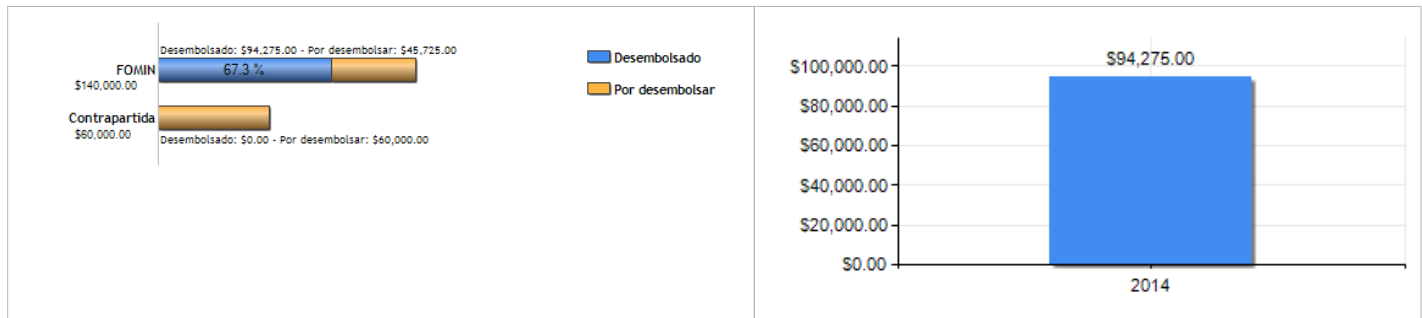 Desembolsado: $94,275.00 - Por desembolsar: $45,725.00
FOMIN
67.3 %
$140,000.00
Contrapartida
$60,000.00
Desembolsado: $0.00 - Por desembolsar: $60,000.00
Desembolsado
Por desembolsar
$94,275.00
$100,000.00
$80,000.00
$60,000.00
$40,000.00
$20,000.00
$0.00
2014